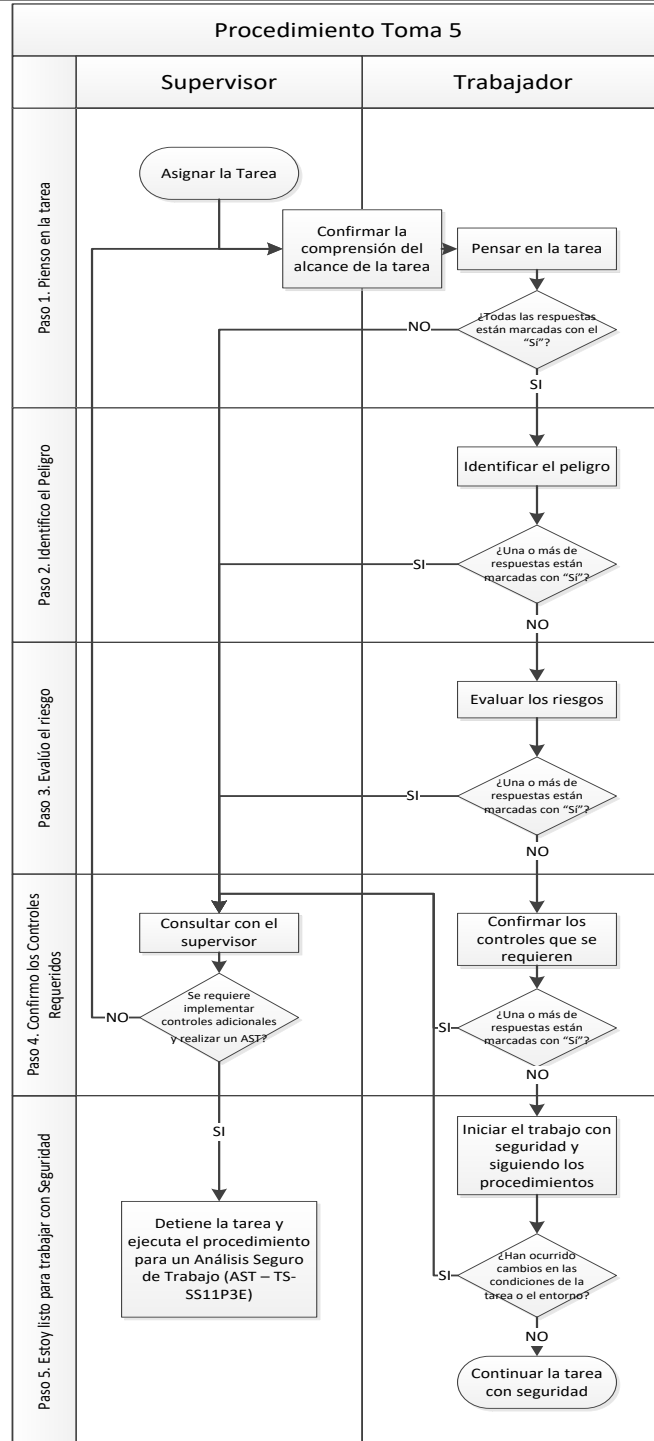 Procedimiento Toma 5
Supervisor
Trabajador
Paso 1. Pienso en la tarea
Asignar la Tarea
Confirmar la
comprensión del
alcance de la tarea
Pensar en la tarea
¿Todas las respuestas
están marcadas con el
“Sí”?
NO
SI
Paso 2. Identifico el Peligro
Identificar el peligro
¿Una o más de
respuestas están
marcadas con “Sí”?
SI
NO
Paso 3. Evalúo el riesgo
Evaluar los riesgos
¿Una o más de
respuestas están
marcadas con “Sí”?
SI
NO
Paso 4. Confirmo los Controles
Requeridos
Consultar con el
supervisor
Confirmar los
controles que se
requieren
Se requiere
implementar
controles adicionales
y realizar un AST?
NO
¿Una o más de
respuestas están
marcadas con “Sí”?
SI
NO
Paso 5. Estoy listo para trabajar con Seguridad
SI
Iniciar el trabajo con
seguridad y
siguiendo los
procedimientos
Detiene la tarea y
ejecuta el procedimiento
para un Análisis Seguro
de Trabajo (AST – TS-
SS11P3E)
¿Han ocurrido
cambios en las
condiciones de la
tarea o el entorno?
SI
NO
Continuar la tarea
con seguridad